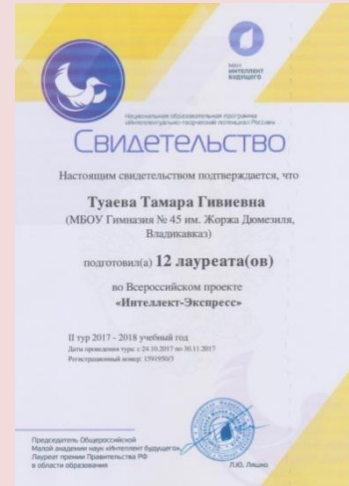 МАН
ИНТЕЛЛЕКТ
БУДУЩЕГО
Национальная образовательная программа
«Интеллектуально-творческий потенциал России»
Свидетельство
Настоящим свидетельством подтверждается, что
Туаева Тамара Гивиевна
(МБОУ Гимназия № 45 им. Жоржа Дюмезиля,
Владикавказ)
подготовил(а) 12 лауреата(ов)
во Всероссийском проекте
«Интеллект-Экспресс»
II тур 2017 - 2018 учебный год
Даты проведения тура: с 24.10.2017 по 30.11.2017
Регистрационный номер: 1591950/3
Председатель Общероссийской
Малой академии наук «Интеллект будущего»,
Лауреат премии Правительства РФ
в области образования
Л.Ю. Ляшко